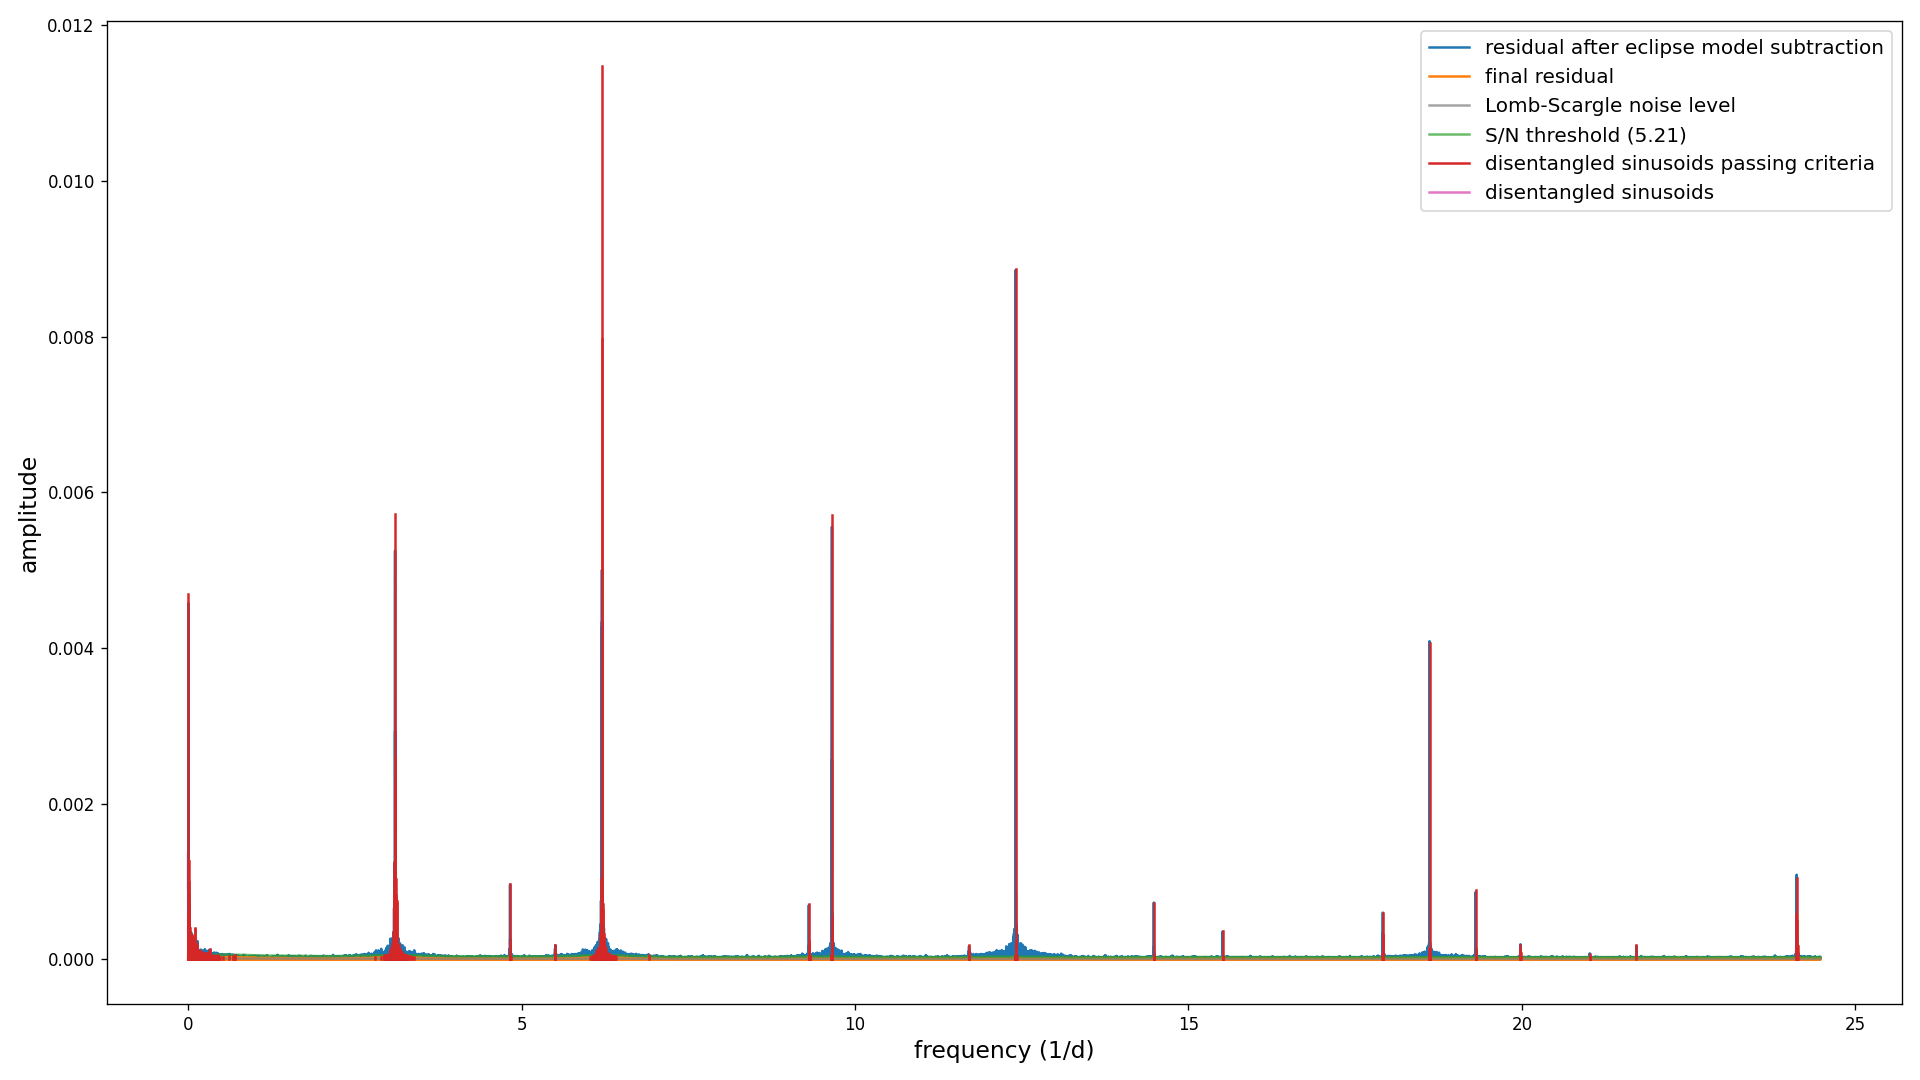 0.012
0.010
0.008
0.006
0.004
0.002
0.000
amplitude
residual after eclipse model subtraction
final residual
Lomb-Scargle noise level
S/N threshold (5.21)
disentangled sinusoids passing criteria
disentangled sinusoids
0 5 10 15 20 25
frequency (1/d)